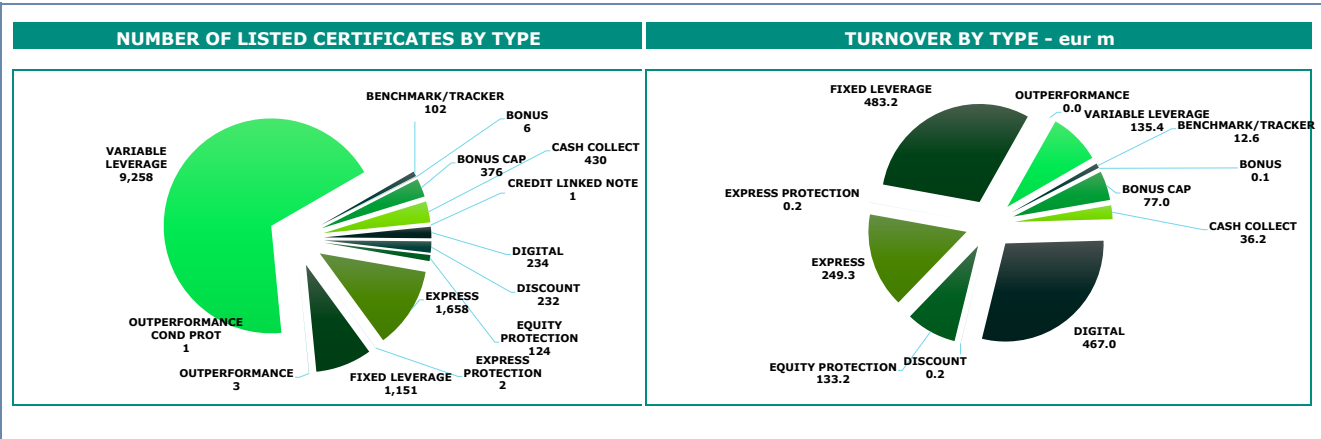 NUMBER OF LISTED CERTIFICATES BY TYPE
BENCHMARK/TRACKER
102
BONUS
6
BONUS CAP
376
CASH COLLECT
430
CREDIT LINKED NOTE
1
DIGITAL
234
DISCOUNT
232
EQUITY
PROTECTION
124
EXPRESS
1,658
EXPRESS
PROTECTION
2
FIXED LEVERAGE
1,151
OUTPERFORMANCE
3
OUTPERFORMANCE
COND PROT
1
VARIABLE
LEVERAGE
9,258
TURNOVER BY TYPE - eur m
FIXED LEVERAGE
483.2
OUTPERFORMANCE
0.0
VARIABLE LEVERAGE
135.4
BENCHMARK/TRACKER
12.6
BONUS
0.1
BONUS CAP
77.0
CASH COLLECT
36.2
DIGITAL
467.0
DISCOUNT
0.2
EQUITY PROTECTION
133.2
EXPRESS
249.3
EXPRESS PROTECTION
0.2